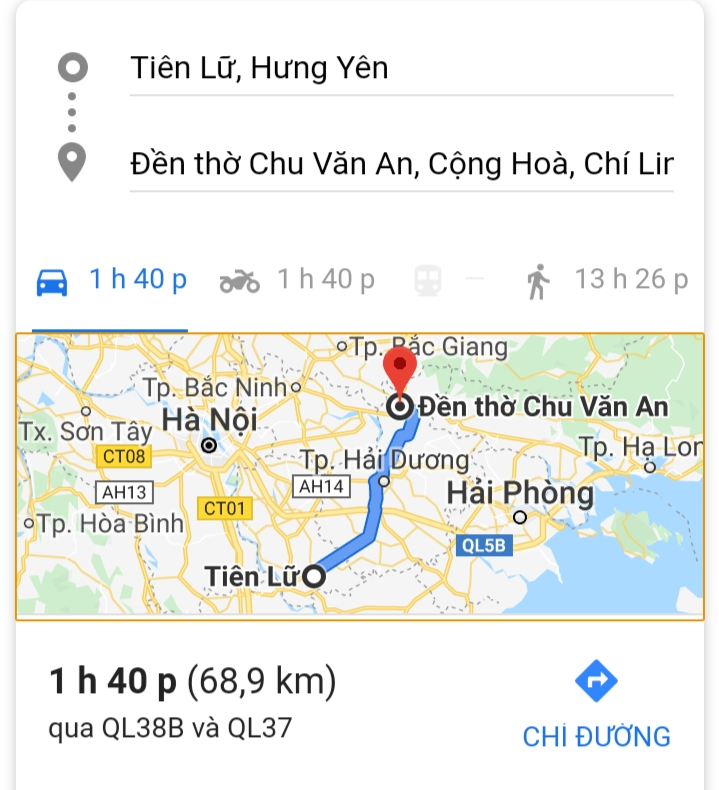 Tiên Lữ, Hưng Yên
Đền thờ Chu Văn An, Cộng Hoà, Chí Lin
1 h 40 p
1 h 40 p
—
13 h 26 p
Tp. Bắc Giang
Tp. Bắc Ninh
Đền thờ Chu Văn An
Hà Nội
Tx. Sơn Tây
CT08
Tp. Hải Dương
Tp. Hạ Lon
AH13
AH14
Hải Phòng
CT01
Tp. Hòa Bình
QL5B
Tiên Lữ
1 h 40 p (68,9 km)
qua QL38B và QL37
CHỈ ĐƯỜNG